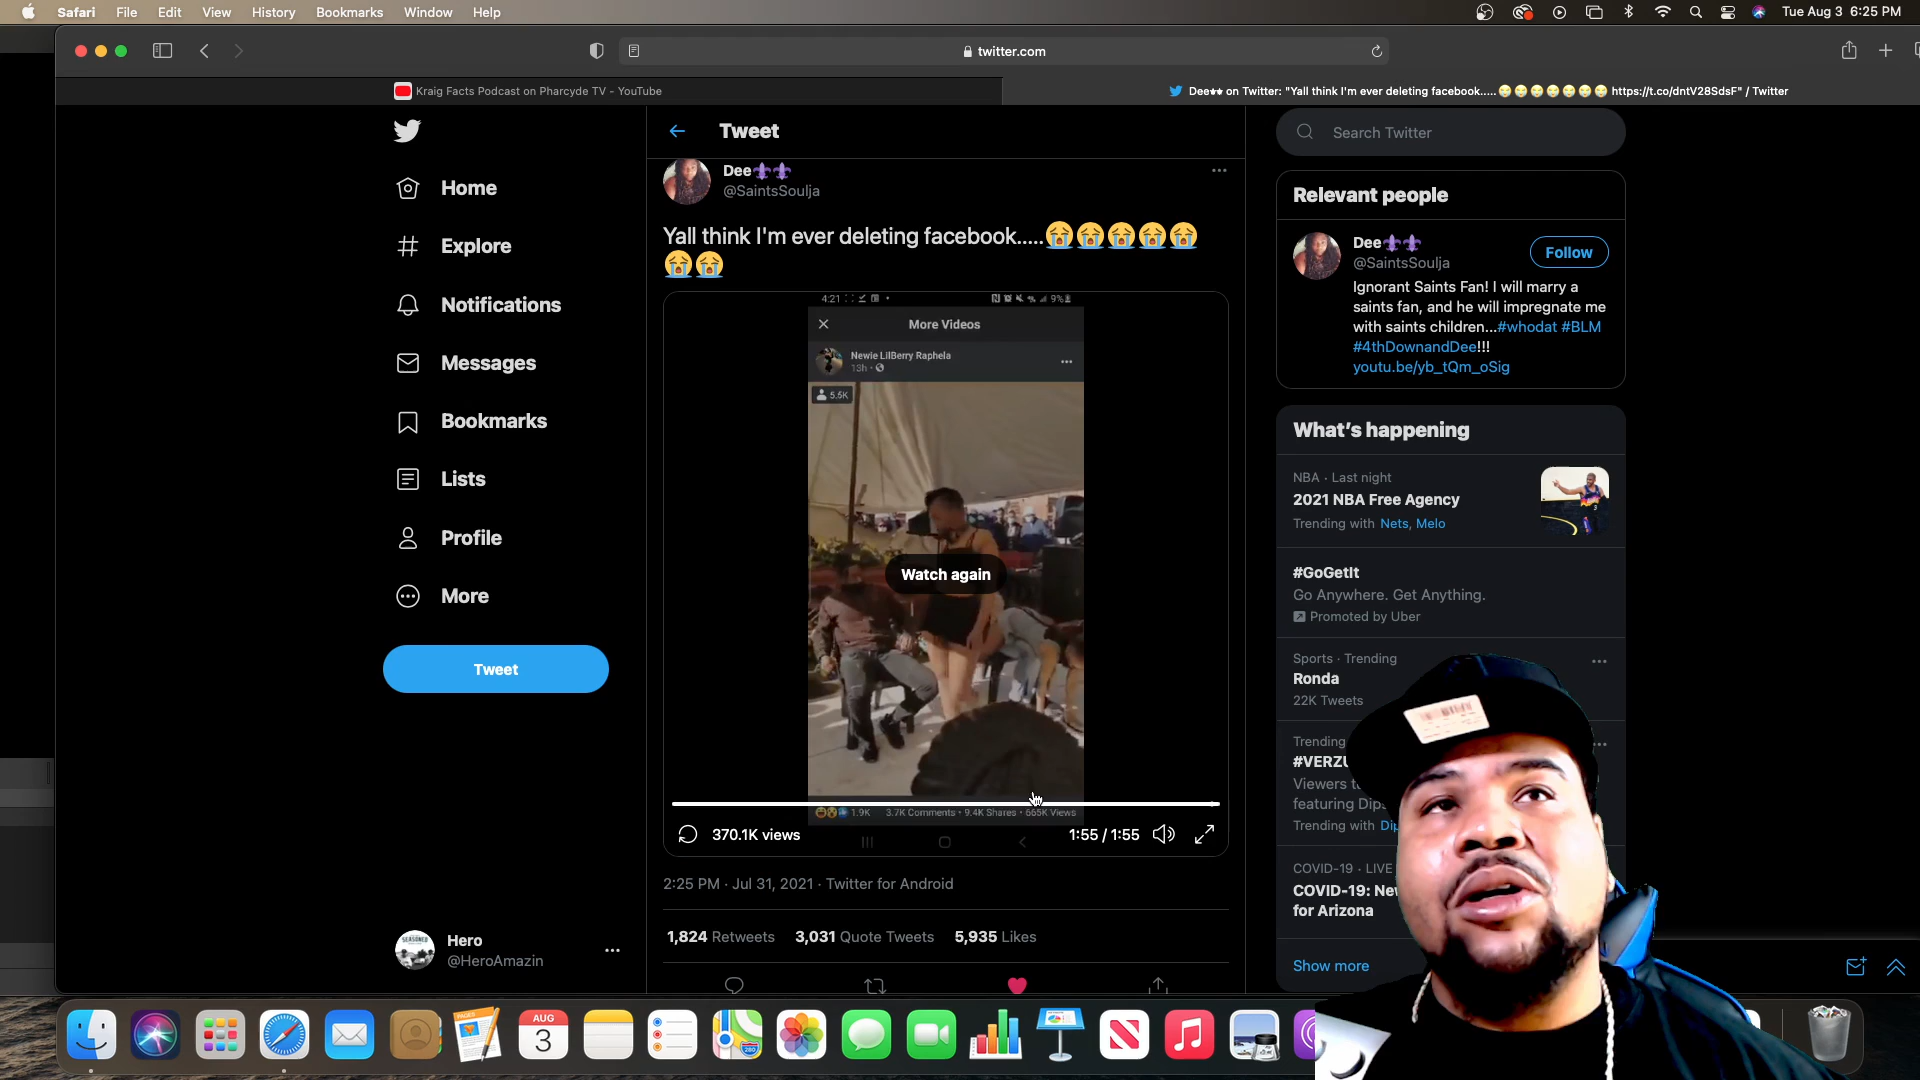 Safari File Edit View History Bookmarks Window Help
Tue Aug 3 6:25 PM
twitter.com
Kraig Facts Podcast on Pharcyde TV - YouTube
Dee⚜⚜ on Twitter: "Yall think I'm ever deleting facebook.....😭😭😭😭😭😭😭 https://t.co/dntV28SdsF" / Twitter
Home
Explore
Notifications
Messages
Bookmarks
Lists
Profile
More
Tweet
Hero
@HeroAmazin
Tweet
Dee⚜⚜
@SaintsSoulja
Yall think I'm ever deleting facebook.....😭😭😭😭😭
😭😭
4:21
9%
More Videos
Newie LilBerry Raphela
13h
5.5K
Watch again
1.9K 3.7K Comments • 9.4K Shares • 565K Views
370.1K views
1:55 / 1:55
2:25 PM · Jul 31, 2021 · Twitter for Android
1,824 Retweets 3,031 Quote Tweets 5,935 Likes
Search Twitter
Relevant people
Dee⚜⚜
@SaintsSoulja
Follow
Ignorant Saints Fan! I will marry a
saints fan, and he will impregnate me
with saints children...#whodat #BLM
#4thDownandDee!!!
youtu.be/yb_tQm_oSig
What's happening
NBA · Last night
2021 NBA Free Agency
Trending with Nets, Melo
#GoGetIt
Go Anywhere. Get Anything.
Promoted by Uber
Sports · Trending
Ronda
22K Tweets
Trending
#VERZU
Viewers t
featuring Dips
Trending with Dip
COVID-19 · LIVE
COVID-19: Ne
for Arizona
Show more
PAGES
AUG
3
280